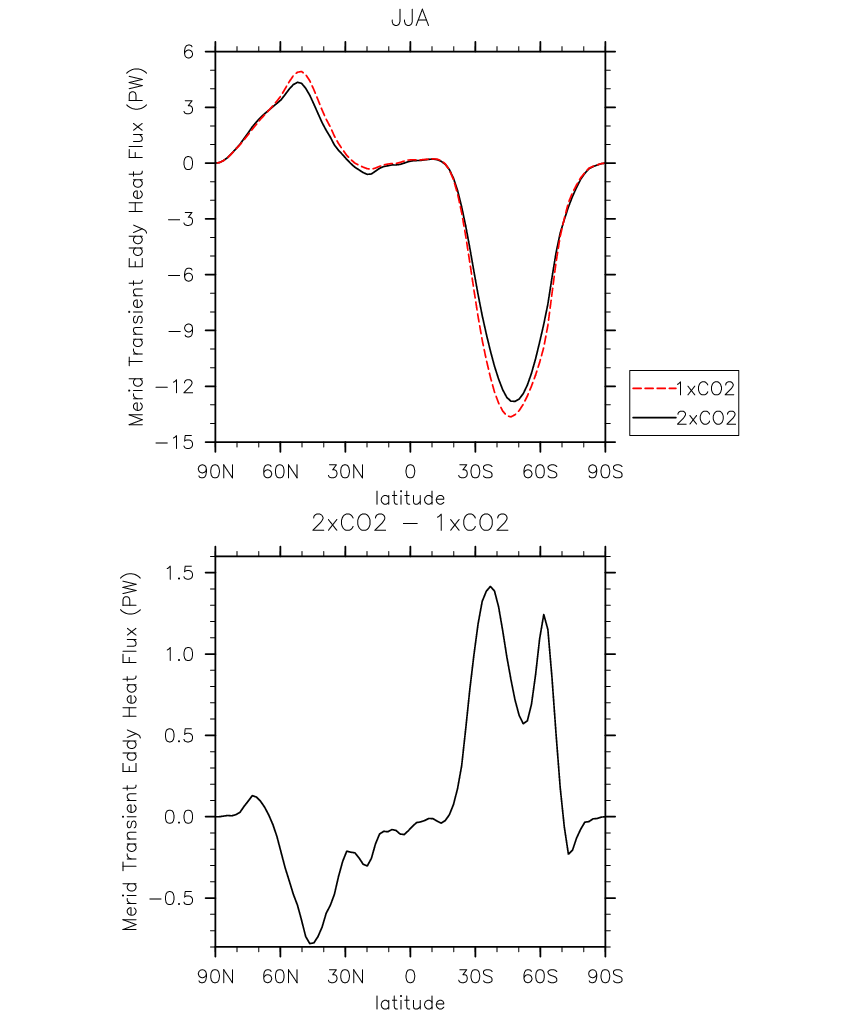 JJA
Merid Transient Eddy Heat Flux (PW)
6
3
0
−3
−6
−9
−12
−15
90N 60N 30N 0 30S 60S 90S
latitude
1xCO2
2xCO2
2xCO2 − 1xCO2
Merid Transient Eddy Heat Flux (PW)
1.5
1.0
0.5
0.0
−0.5
90N 60N 30N 0 30S 60S 90S
latitude